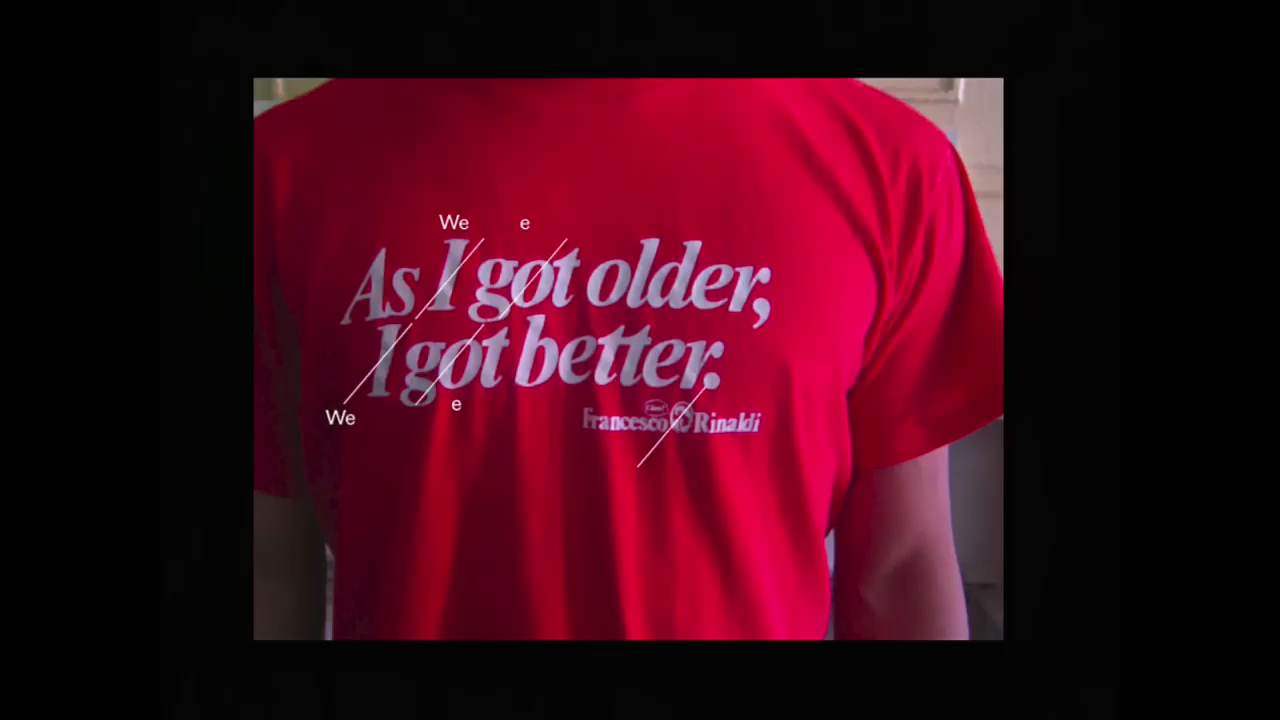 We e
As I got older,
I got better.
We e
Francesco Rinaldi